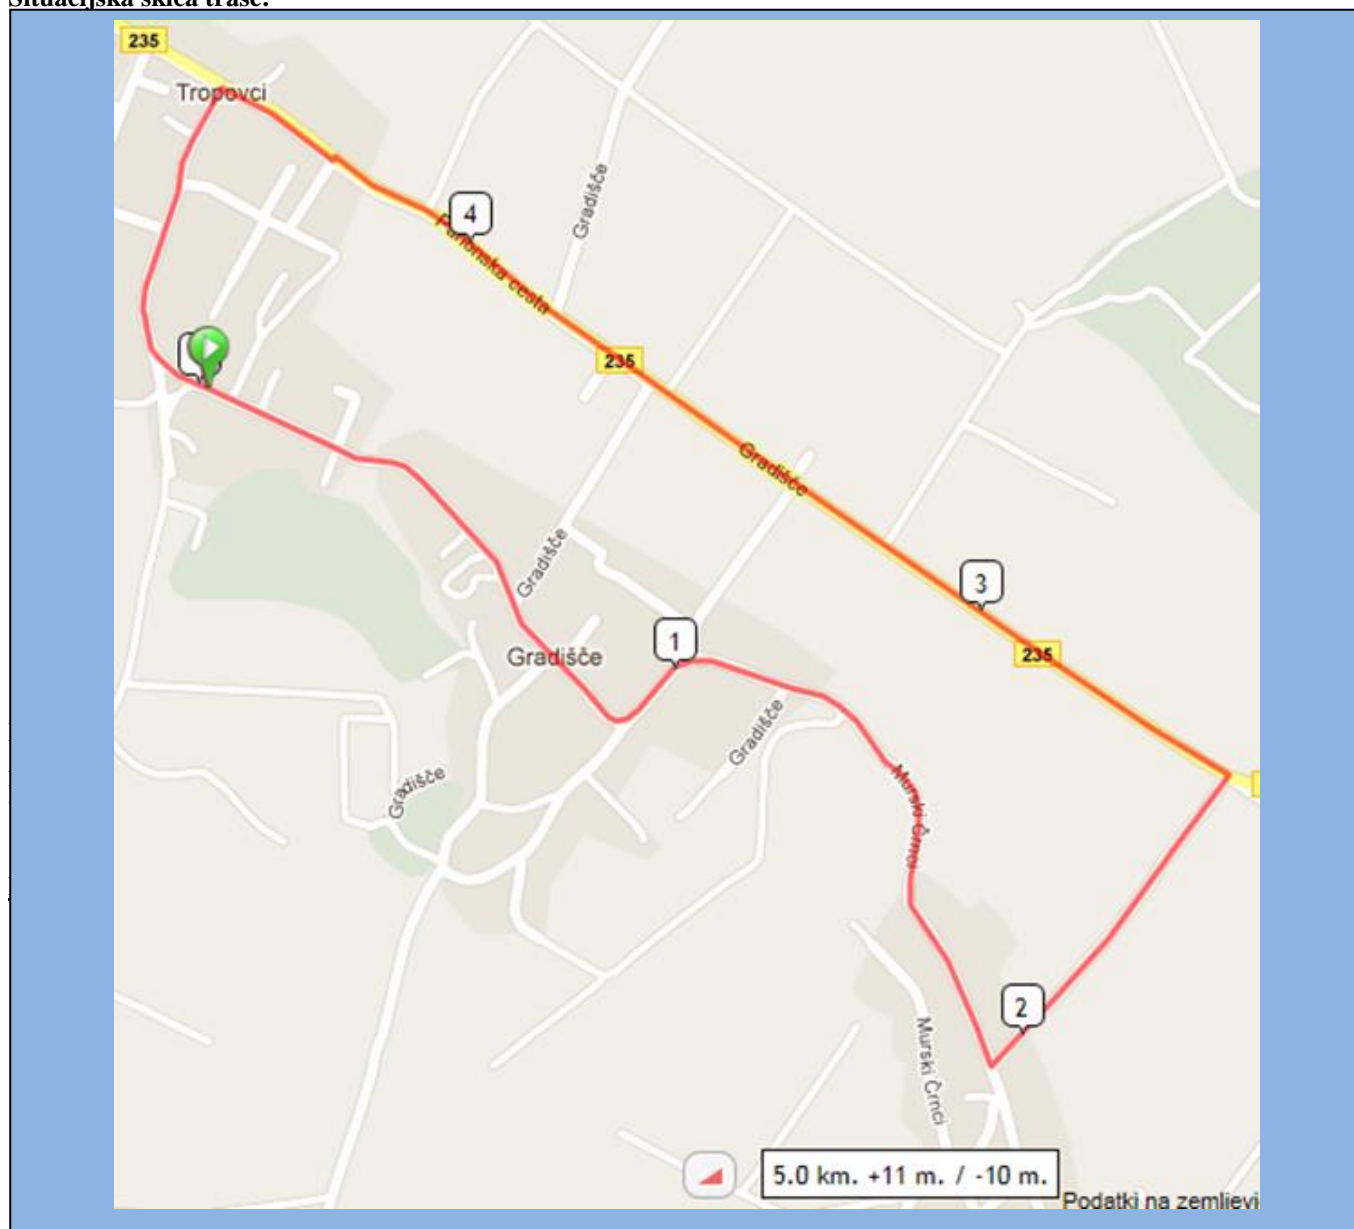 Situacijska skica trase:
235
Tropovci
Gradišče
4
Panonska cesta
235
Gradišče
Gradišče
3
1
Gradišče
235
Gradišče
Gradišče
Murski Črnci
2
Murski Črnci
5.0 km. +11 m. / -10 m.
Podatki na zemljevi